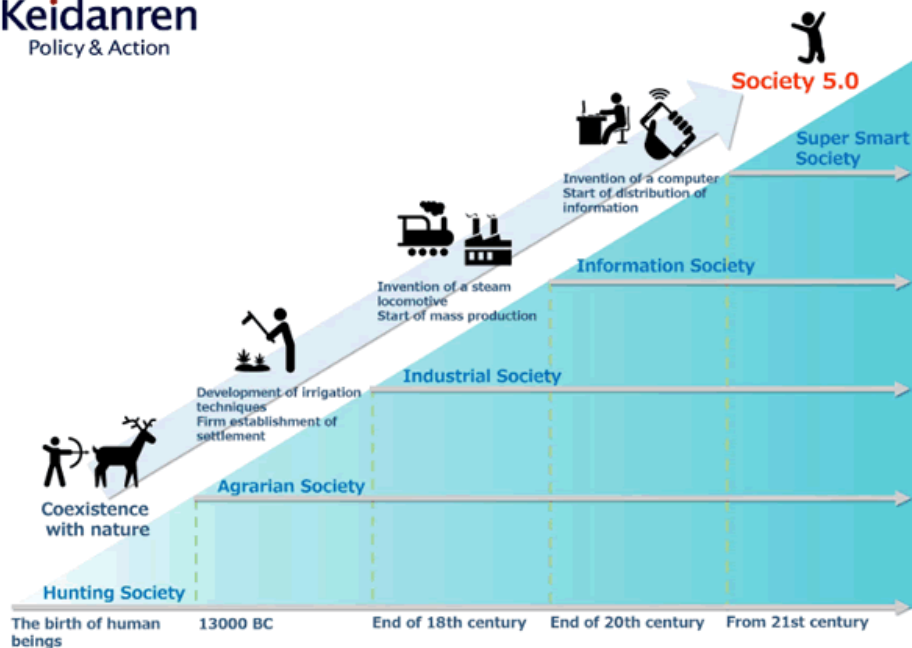 Keidanren
Policy & Action
Society 5.0
Super Smart
Society
Invention of a computer
Start of distribution of
information
Information Society
Invention of a steam
locomotive
Start of mass production
Industrial Society
Development of irrigation
techniques
Firm establishment of
settlement
Agrarian Society
Coexistence
with nature
Hunting Society
The birth of human
beings
13000 BC
End of 18th century
End of 20th century
From 21st century